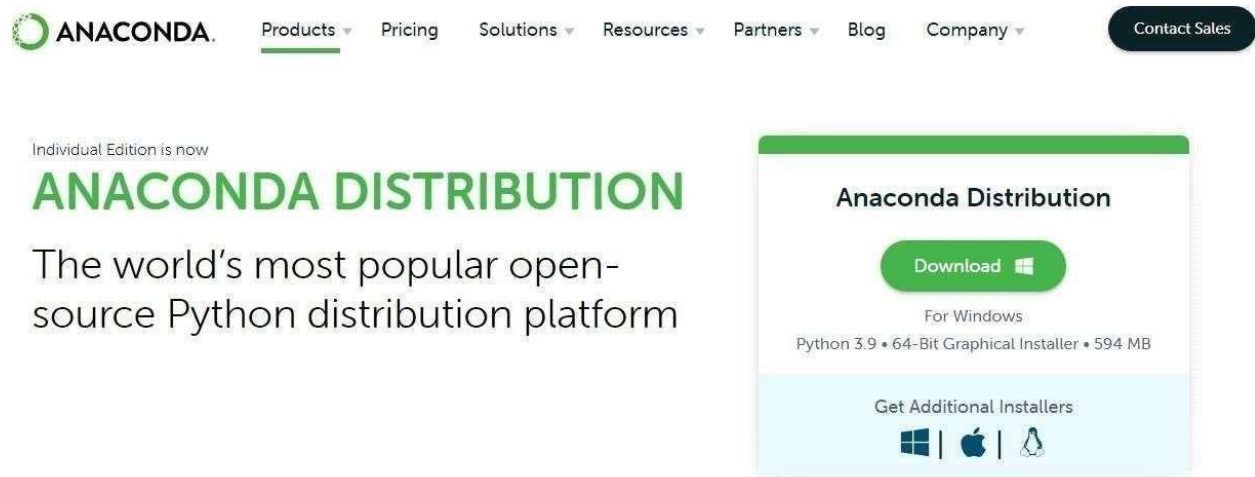 ANACONDA.
Products Pricing Solutions Resources Partners Blog Company Contact Sales
Individual Edition is now
ANACONDA DISTRIBUTION
The world's most popular open-
source Python distribution platform
Anaconda Distribution
Download
For Windows
Python 3.9 • 64-Bit Graphical Installer • 594 MB
Get Additional Installers